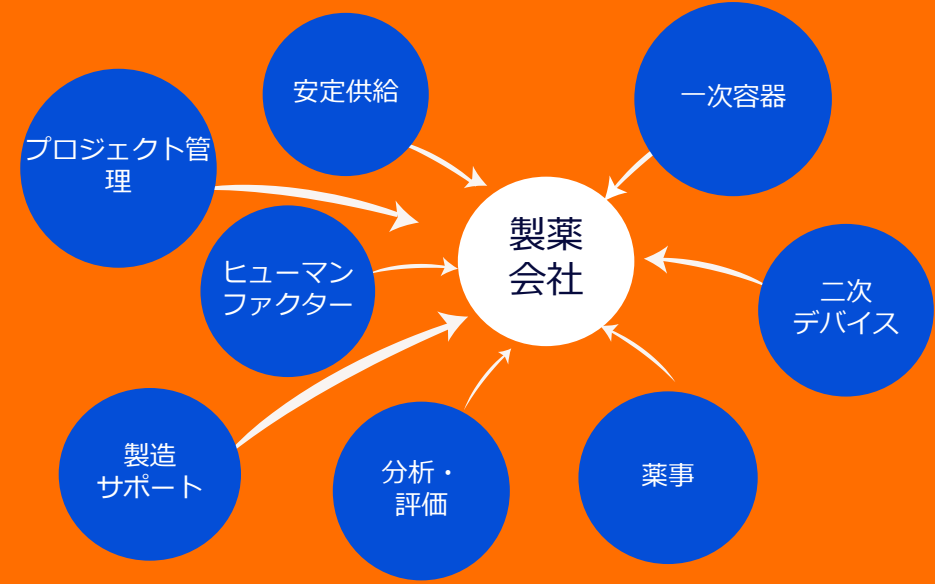 安定供給
一次容器
プロジェクト管
理
製薬
会社
ヒューマン
ファクター
二次
デバイス
製造
サポート
分析・
評価
薬事